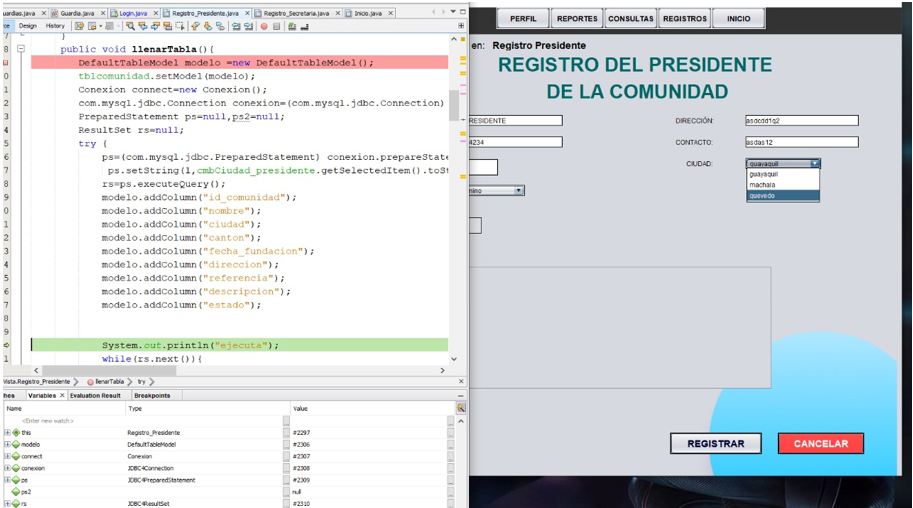 Guardia.java
Login.java
Registro_Presidente.java
Registro_Secretaria.java
Inicio.java
Design
History
public void llenarTabla(){
DefaultTableModel modelo =new DefaultTableModel();
tblcomunidad.setModel(modelo);
Conexion connect=new Conexion();
com.mysql.jdbc.Connection conexion=(com.mysql.jdbc.Connection)
PreparedStatement ps=null,ps2=null;
ResultSet rs=null;
try {
ps=(com.mysql.jdbc.PreparedStatement) conexion.prepareState
ps.setString(1,cmbCiudad_presidente.getSelectedItem().toSt
rs=ps.executeQuery();
modelo.addColumn("id_comunidad");
modelo.addColumn("nombre");
modelo.addColumn("ciudad");
modelo.addColumn("canton");
modelo.addColumn("fecha_fundacion");
modelo.addColumn("direccion");
modelo.addColumn("referencia");
modelo.addColumn("descripcion");
modelo.addColumn("estado");
System.out.println("ejecuta");
while(rs.next()){
Vista.Registro_Presidente
llenarTabla
try
hes Variables Evaluation Result Breakpoints
Name Type Value
<Enter new watch>
this Registro_Presidente #2297
modelo DefaultTableModel #2306
connect Conexion #2307
conexion JDBC4Connection #2308
ps JDBC4PreparedStatement #2309
ps2 null
rs JDBC4ResultSet #2310
PERFIL REPORTES CONSULTAS REGISTROS INICIO
en: Registro Presidente
REGISTRO DEL PRESIDENTE
DE LA COMUNIDAD
RESIDENTE DIRECCIÓN: asdcdd1q2
4234 CONTACTO: asdas12
CIUDAD: guayaquil
guayaquil
machala
nino quevedo
REGISTRAR CANCELAR